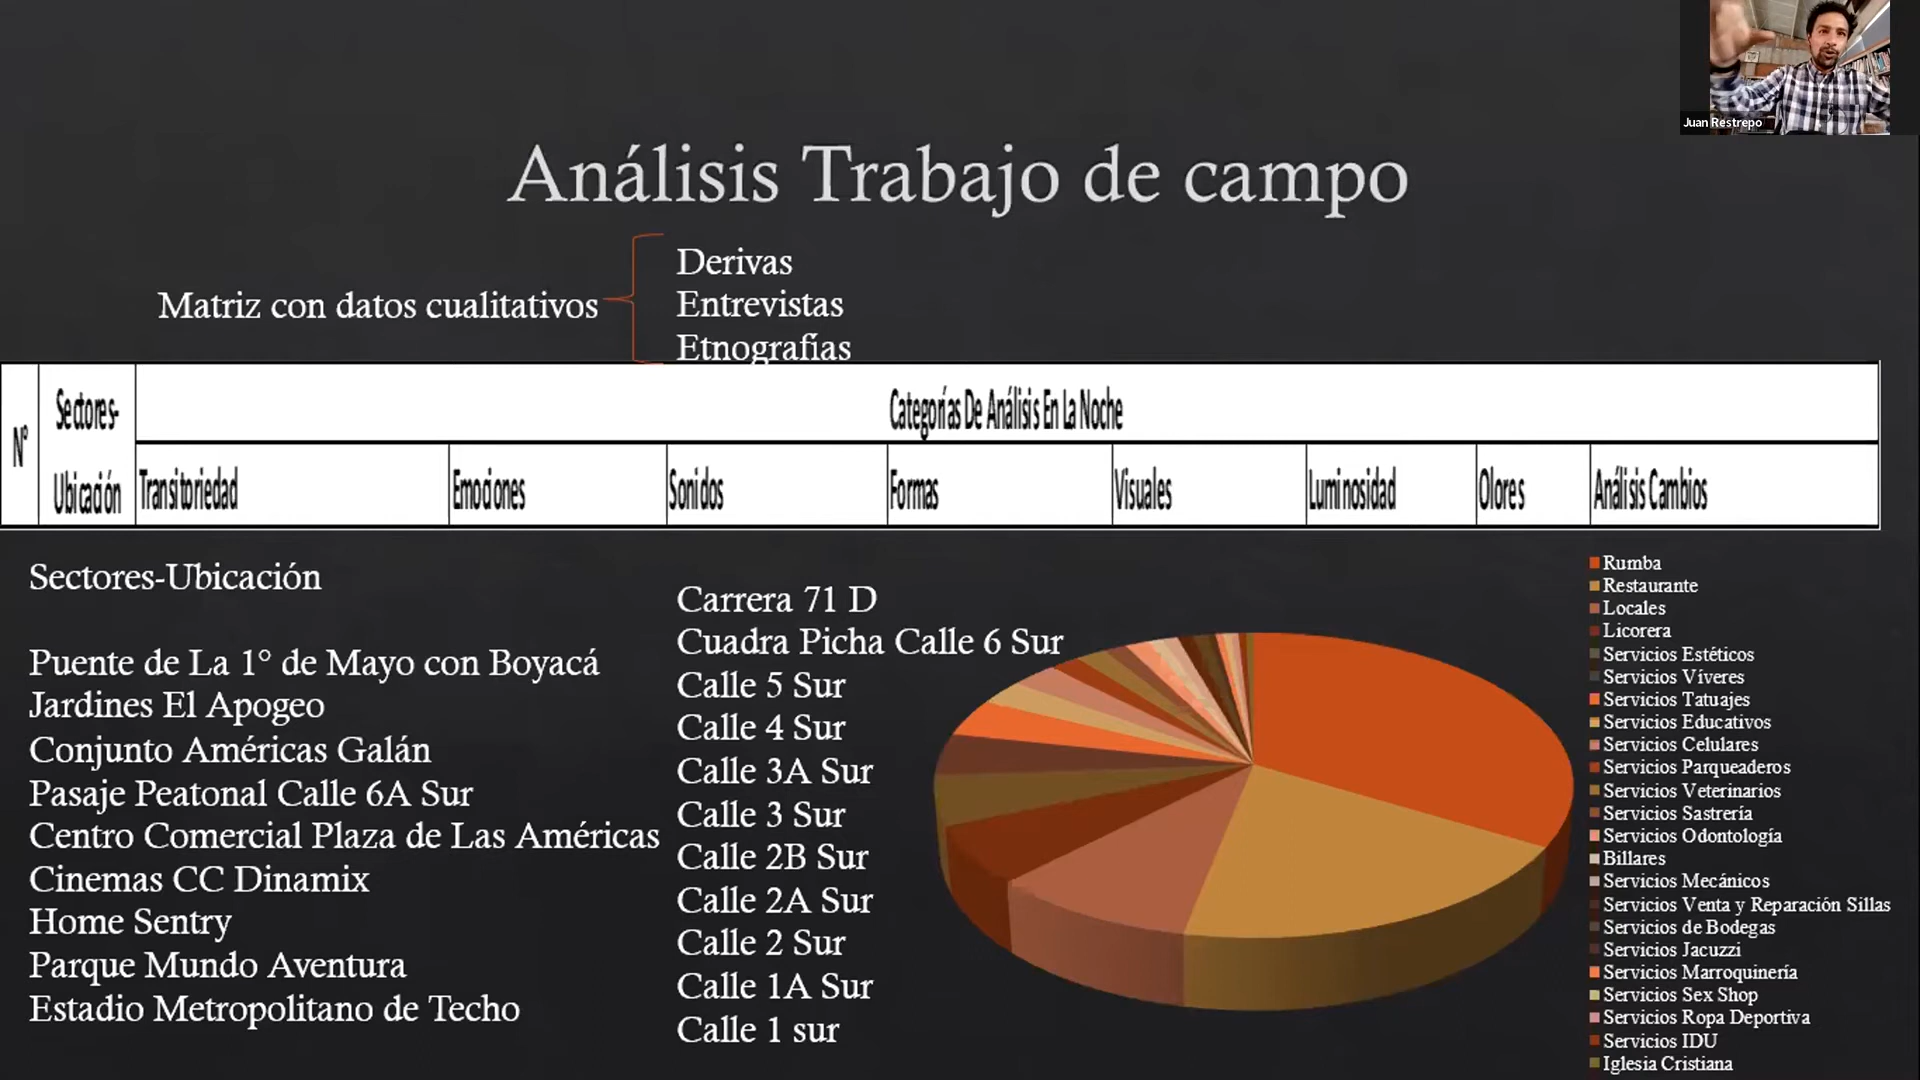 Juan Restrepo
Análisis Trabajo de campo
Matriz con datos cualitativos
Derivas
Entrevistas
Etnografías
N°
Sectores-
Ubicación
Categorías De Análisis En La Noche
Transitoriedad
Emociones
Sonidos
Formas
Visuales
Luminosidad
Olores
Análisis Cambios
Sectores-Ubicación
Puente de La 1° de Mayo con Boyacá
Jardines El Apogeo
Conjunto Américas Galán
Pasaje Peatonal Calle 6A Sur
Centro Comercial Plaza de Las Américas
Cinemas CC Dinamix
Home Sentry
Parque Mundo Aventura
Estadio Metropolitano de Techo
Carrera 71 D
Cuadra Picha Calle 6 Sur
Calle 5 Sur
Calle 4 Sur
Calle 3A Sur
Calle 3 Sur
Calle 2B Sur
Calle 2A Sur
Calle 2 Sur
Calle 1A Sur
Calle 1 sur
Rumba
Restaurante
Locales
Licorera
Servicios Estéticos
Servicios Víveres
Servicios Tatuajes
Servicios Educativos
Servicios Celulares
Servicios Parqueaderos
Servicios Veterinarios
Servicios Sastrería
Servicios Odontología
Billares
Servicios Mecánicos
Servicios Venta y Reparación Sillas
Servicios de Bodegas
Servicios Jacuzzi
Servicios Marroquinería
Servicios Sex Shop
Servicios Ropa Deportiva
Servicios IDU
Iglesia Cristiana